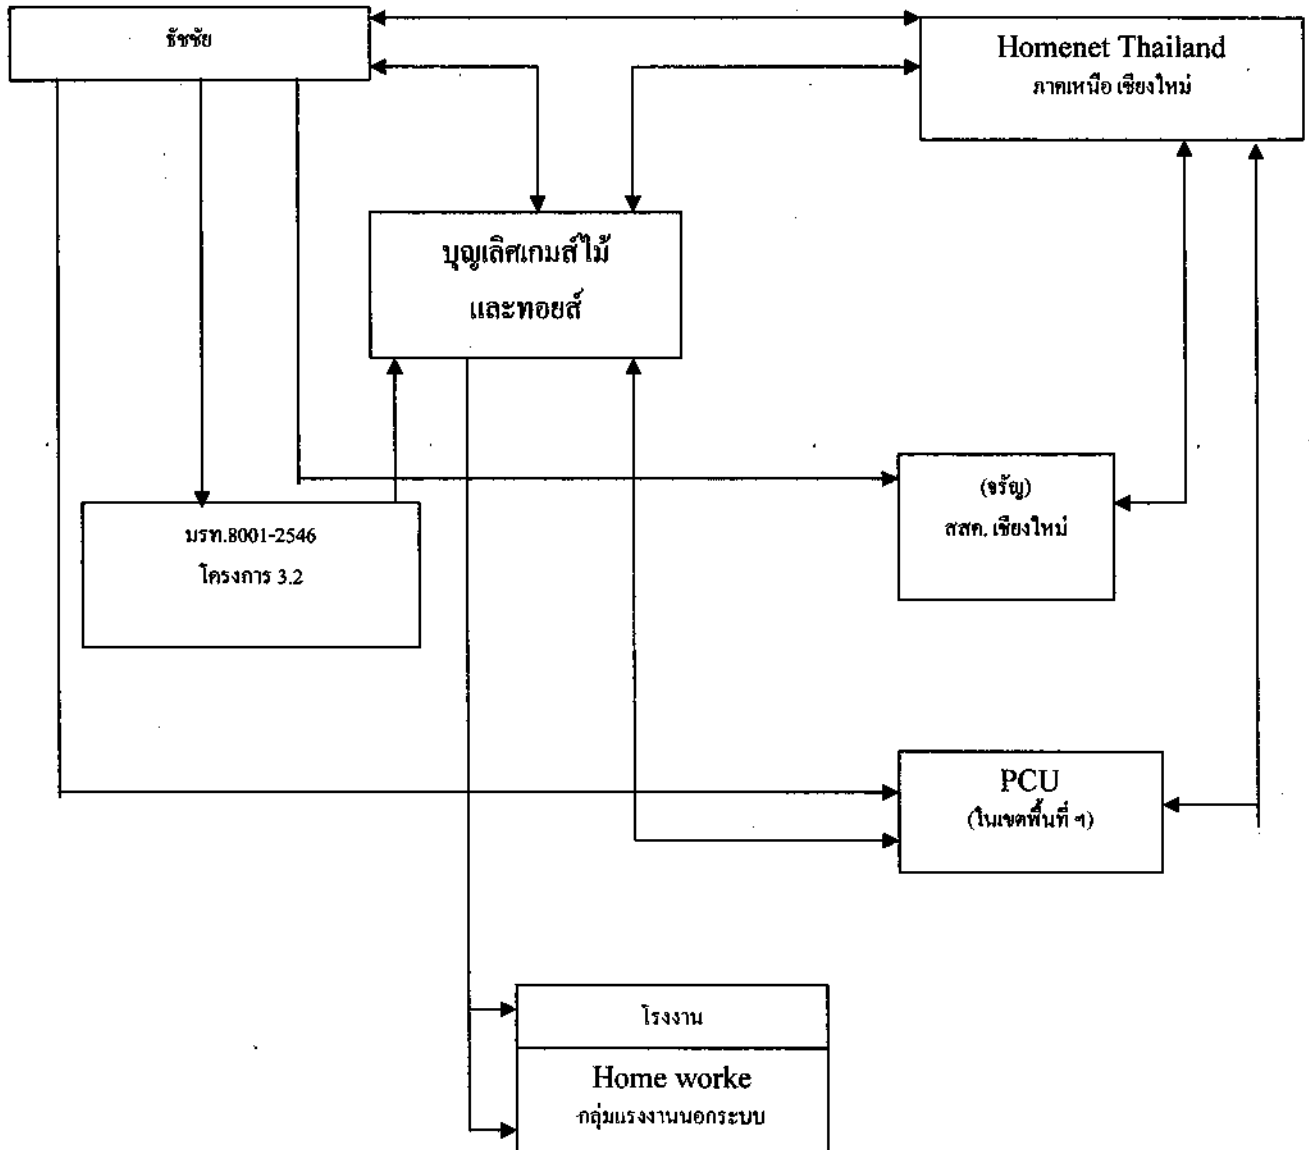 ธัชชัย
Homenet Thailand
ภาคเหนือ เชียงใหม่
บุญเลิศเกมส์ไม้
และทอยส์
(จรัญ)
สสค. เชียงใหม่
มรท.8001-2546
โครงการ 3.2
PCU
(ในเขตพื้นที่ ฯ)
โรงงาน
Home worke
กลุ่มแรงงานนอกระบบ